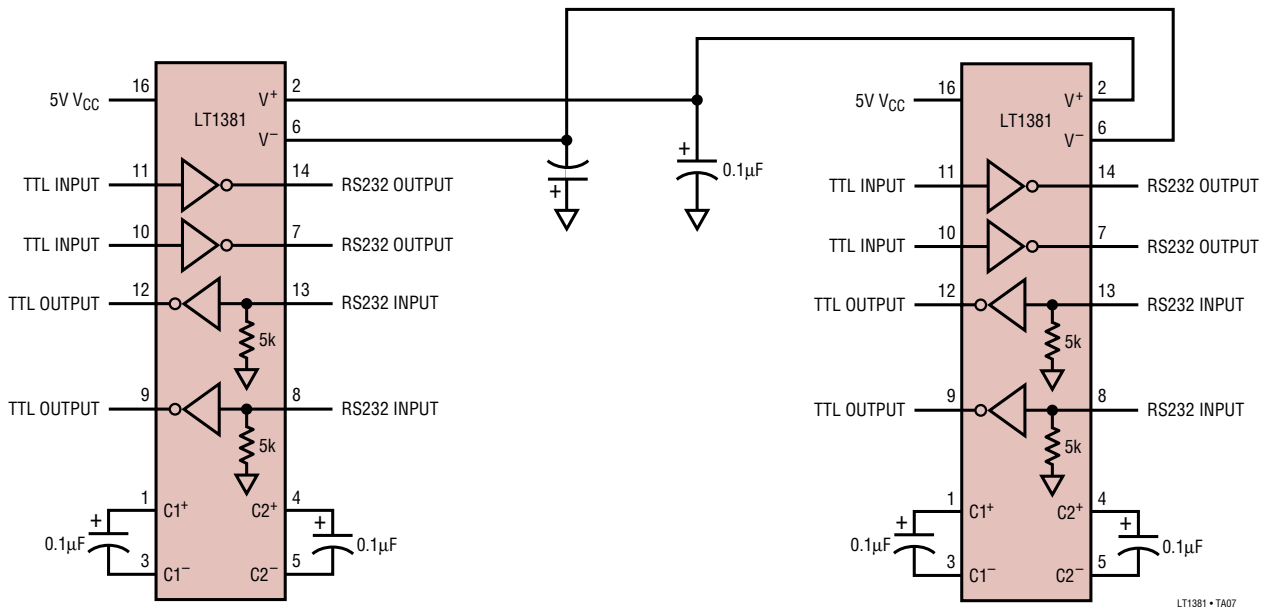 16
5V VCC
LT1381
V+
2
V−
6
TTL INPUT
11
14
RS232 OUTPUT
TTL INPUT
10
7
RS232 OUTPUT
TTL OUTPUT
12
13
RS232 INPUT
5k
TTL OUTPUT
9
8
RS232 INPUT
5k
1
C1+
C2+
4
+
0.1µF
+
0.1µF
3
C1−
C2−
5
+
+
0.1µF
16
5V VCC
LT1381
V+
2
V−
6
TTL INPUT
11
14
RS232 OUTPUT
TTL INPUT
10
7
RS232 OUTPUT
TTL OUTPUT
12
13
RS232 INPUT
5k
TTL OUTPUT
9
8
RS232 INPUT
5k
1
C1+
C2+
4
+
0.1µF
+
0.1µF
3
C1−
C2−
5
LT1381 • TA07